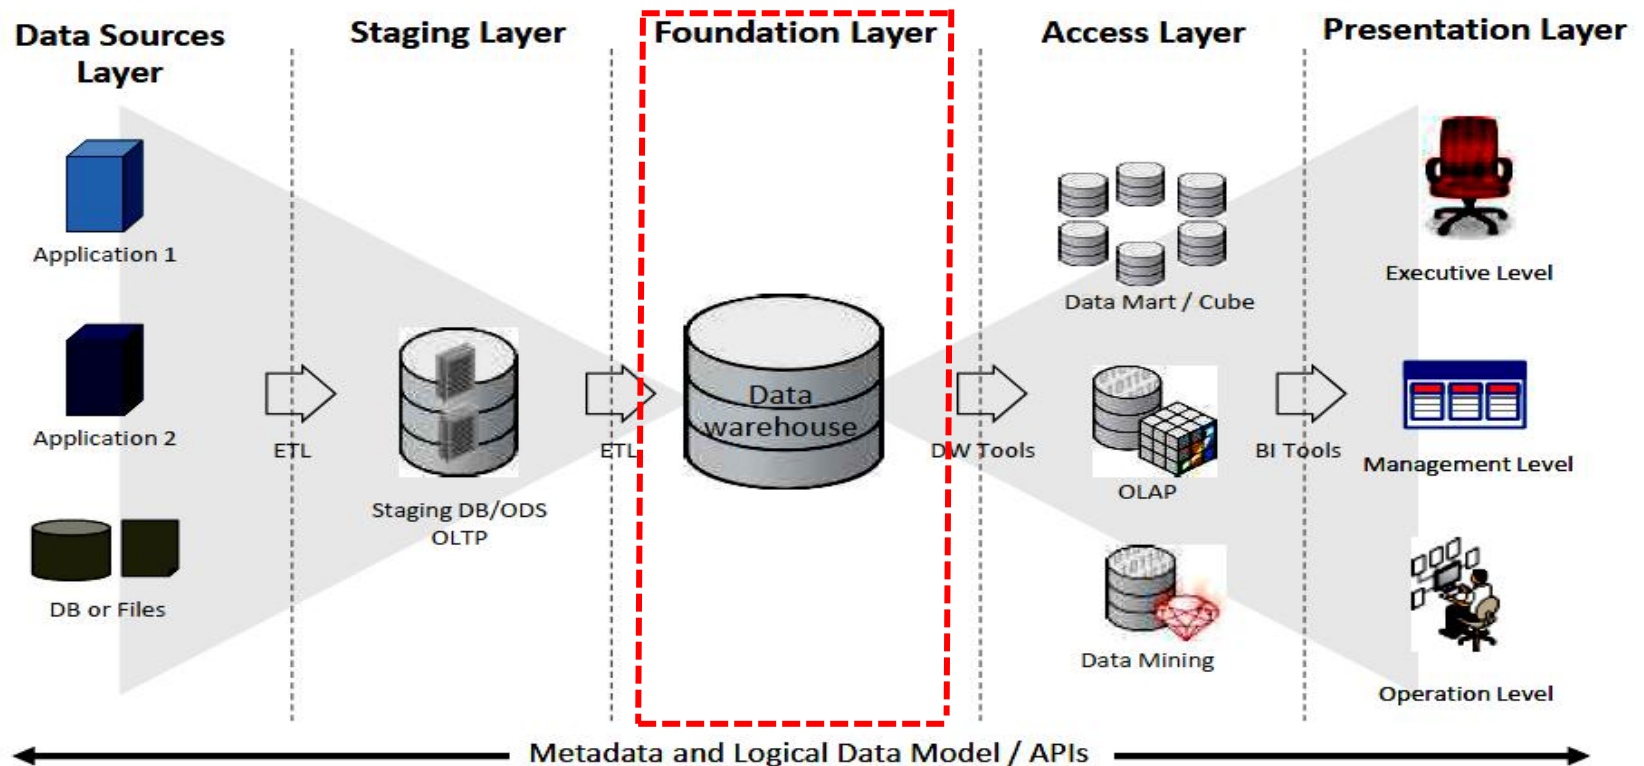 Data Sources
Layer
Staging Layer
Foundation Layer
Access Layer
Presentation Layer
Application 1
Application 2
DB or Files
ETL
Staging DB/ODS
OLTP
ETL
Data
warehouse
DW Tools
Data Mart / Cube
OLAP
Data Mining
BI Tools
Executive Level
Management Level
Operation Level
Metadata and Logical Data Model / APIs